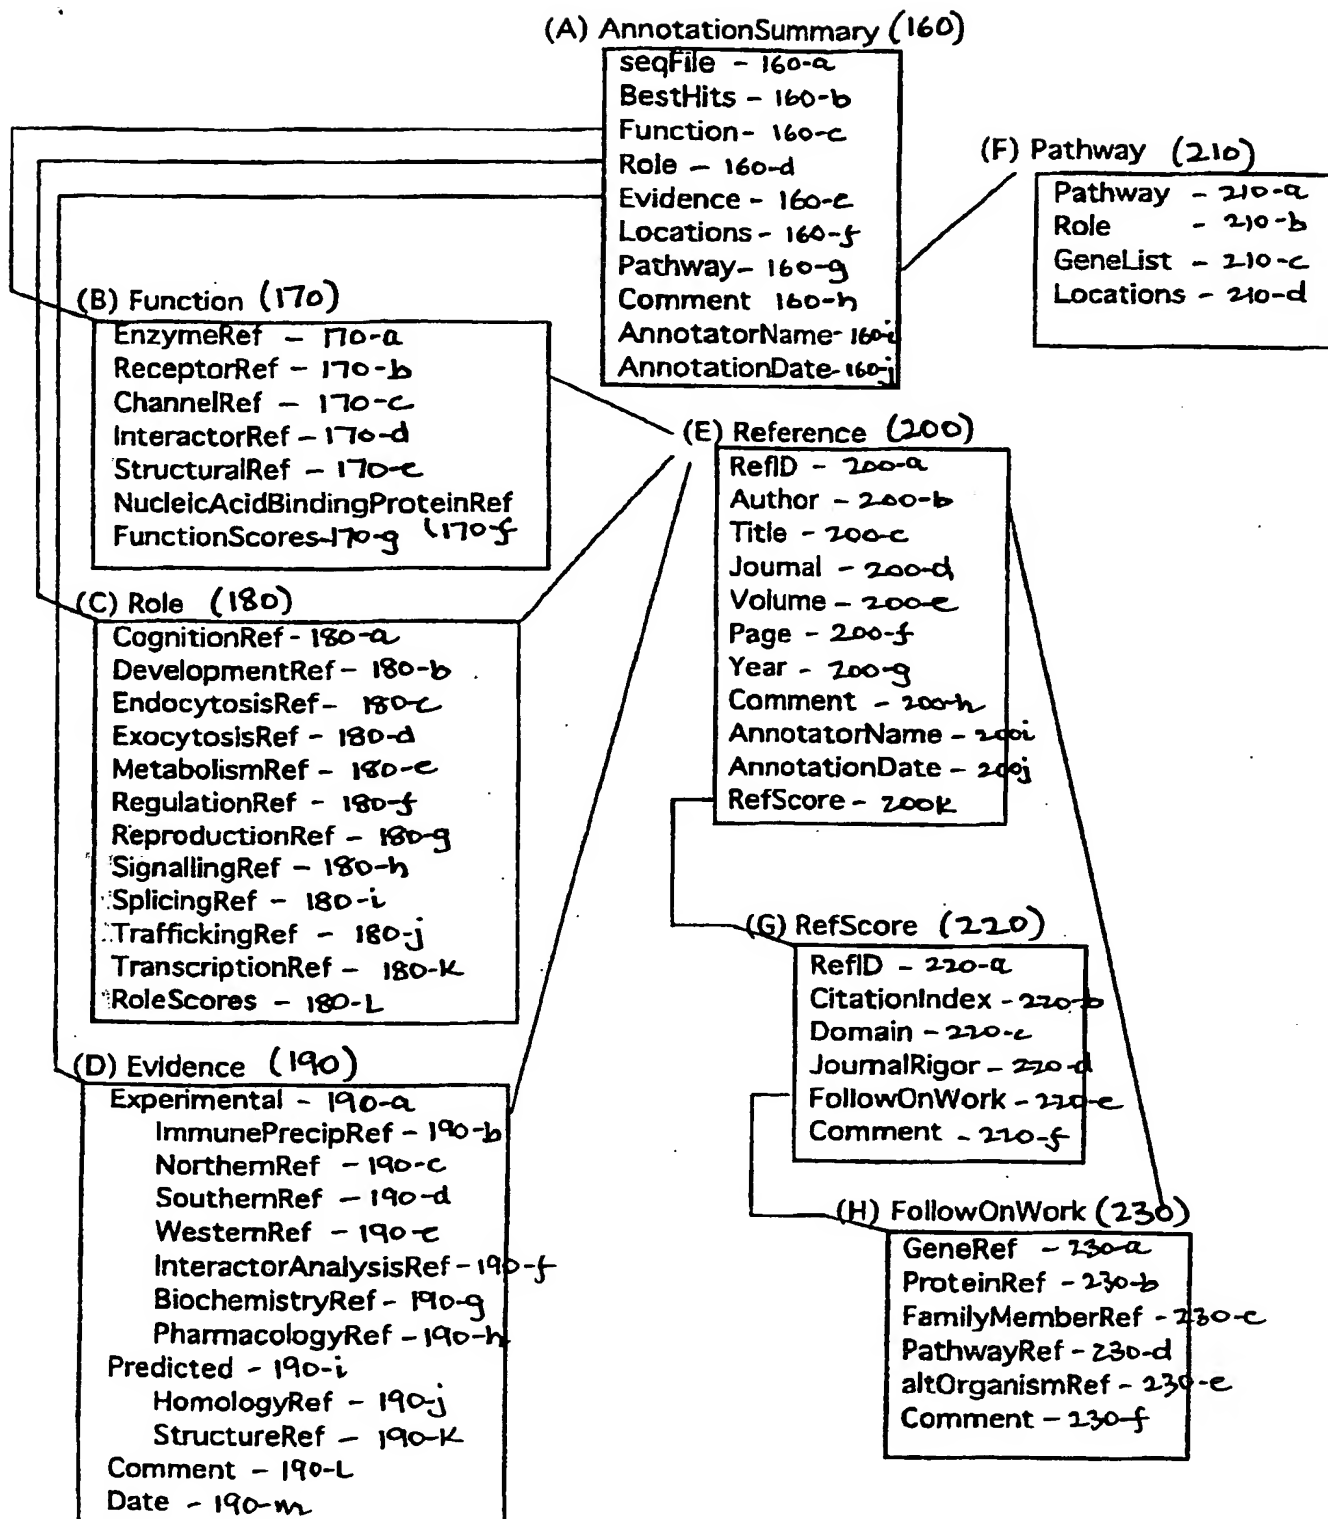 (A) AnnotationSummary (160)
seqFile - 160-a
BestHits - 160-b
Function - 160-c
Role - 160-d
Evidence - 160-e
Locations - 160-f
Pathway - 160-g
Comment 160-h
AnnotatorName - 160-i
AnnotationDate - 160-j
(F) Pathway (210)
Pathway - 210-a
Role - 210-b
GeneList - 210-c
Locations - 210-d
(B) Function (170)
EnzymeRef - 170-a
ReceptorRef - 170-b
ChannelRef - 170-c
InteractorRef - 170-d
StructuralRef - 170-e
NucleicAcidBindingProteinRef
FunctionScores - 170-g (170-f
(C) Role (180)
CognitionRef - 180-a
DevelopmentRef - 180-b
EndocytosisRef - 180-c
ExocytosisRef - 180-d
MetabolismRef - 180-e
RegulationRef - 180-f
ReproductionRef - 180-g
SignallingRef - 180-h
SplicingRef - 180-i
TraffickingRef - 180-j
TranscriptionRef - 180-k
RoleScores - 180-L
(D) Evidence (190)
Experimental - 190-a
ImmunePrecipRef - 190-b
NorthernRef - 190-c
SouthernRef - 190-d
WesternRef - 190-e
InteractorAnalysisRef - 190-f
BiochemistryRef - 190-g
PharmacologyRef - 190-h
Predicted - 190-i
HomologyRef - 190-j
StructureRef - 190-k
Comment - 190-L
Date - 190-m
(E) Reference (200)
RefID - 200-a
Author - 200-b
Title - 200-c
Journal - 200-d
Volume - 200-e
Page - 200-f
Year - 200-g
Comment - 200-h
AnnotatorName - 200i
AnnotationDate - 200j
RefScore - 200k
(G) RefScore (220)
RefID - 220-a
CitationIndex - 220-b
Domain - 220-c
JournalRigor - 220-d
FollowOnWork - 220-e
Comment - 220-f
(H) FollowOnWork (230)
GeneRef - 230-a
ProteinRef - 230-b
FamilyMemberRef - 230-c
PathwayRef - 230-d
altOrganismRef - 230-e
Comment - 230-f